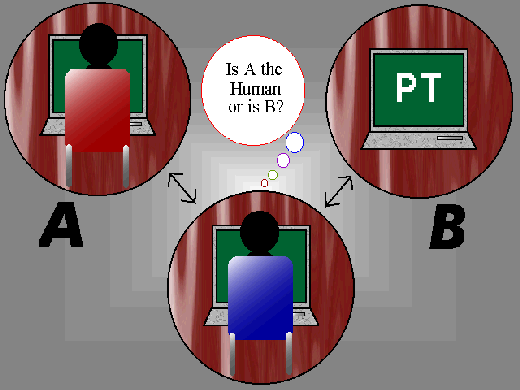 Is A the
Human
or is B?
PT
A
B